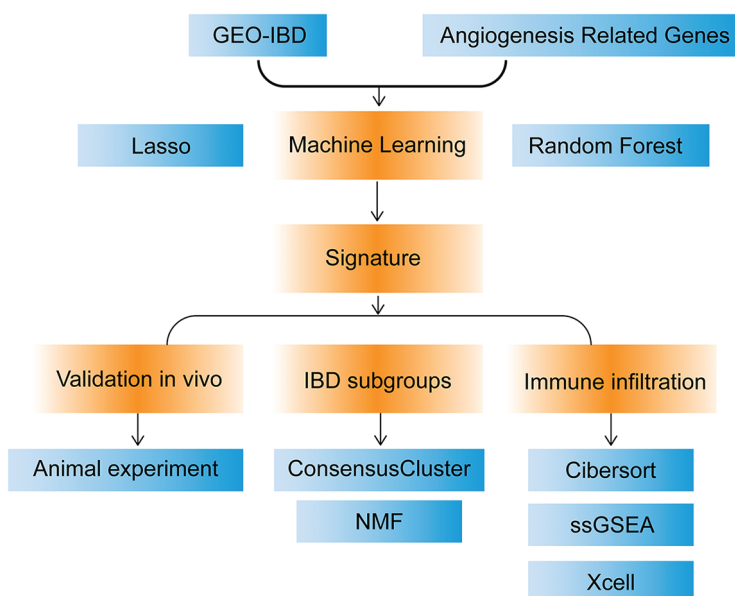 GEO-IBD
Angiogenesis Related Genes
Lasso
Machine Learning
Random Forest
Signature
Validation in vivo
IBD subgroups
Immune infiltration
Animal experiment
ConsensusCluster
Cibersort
NMF
ssGSEA
Xcell